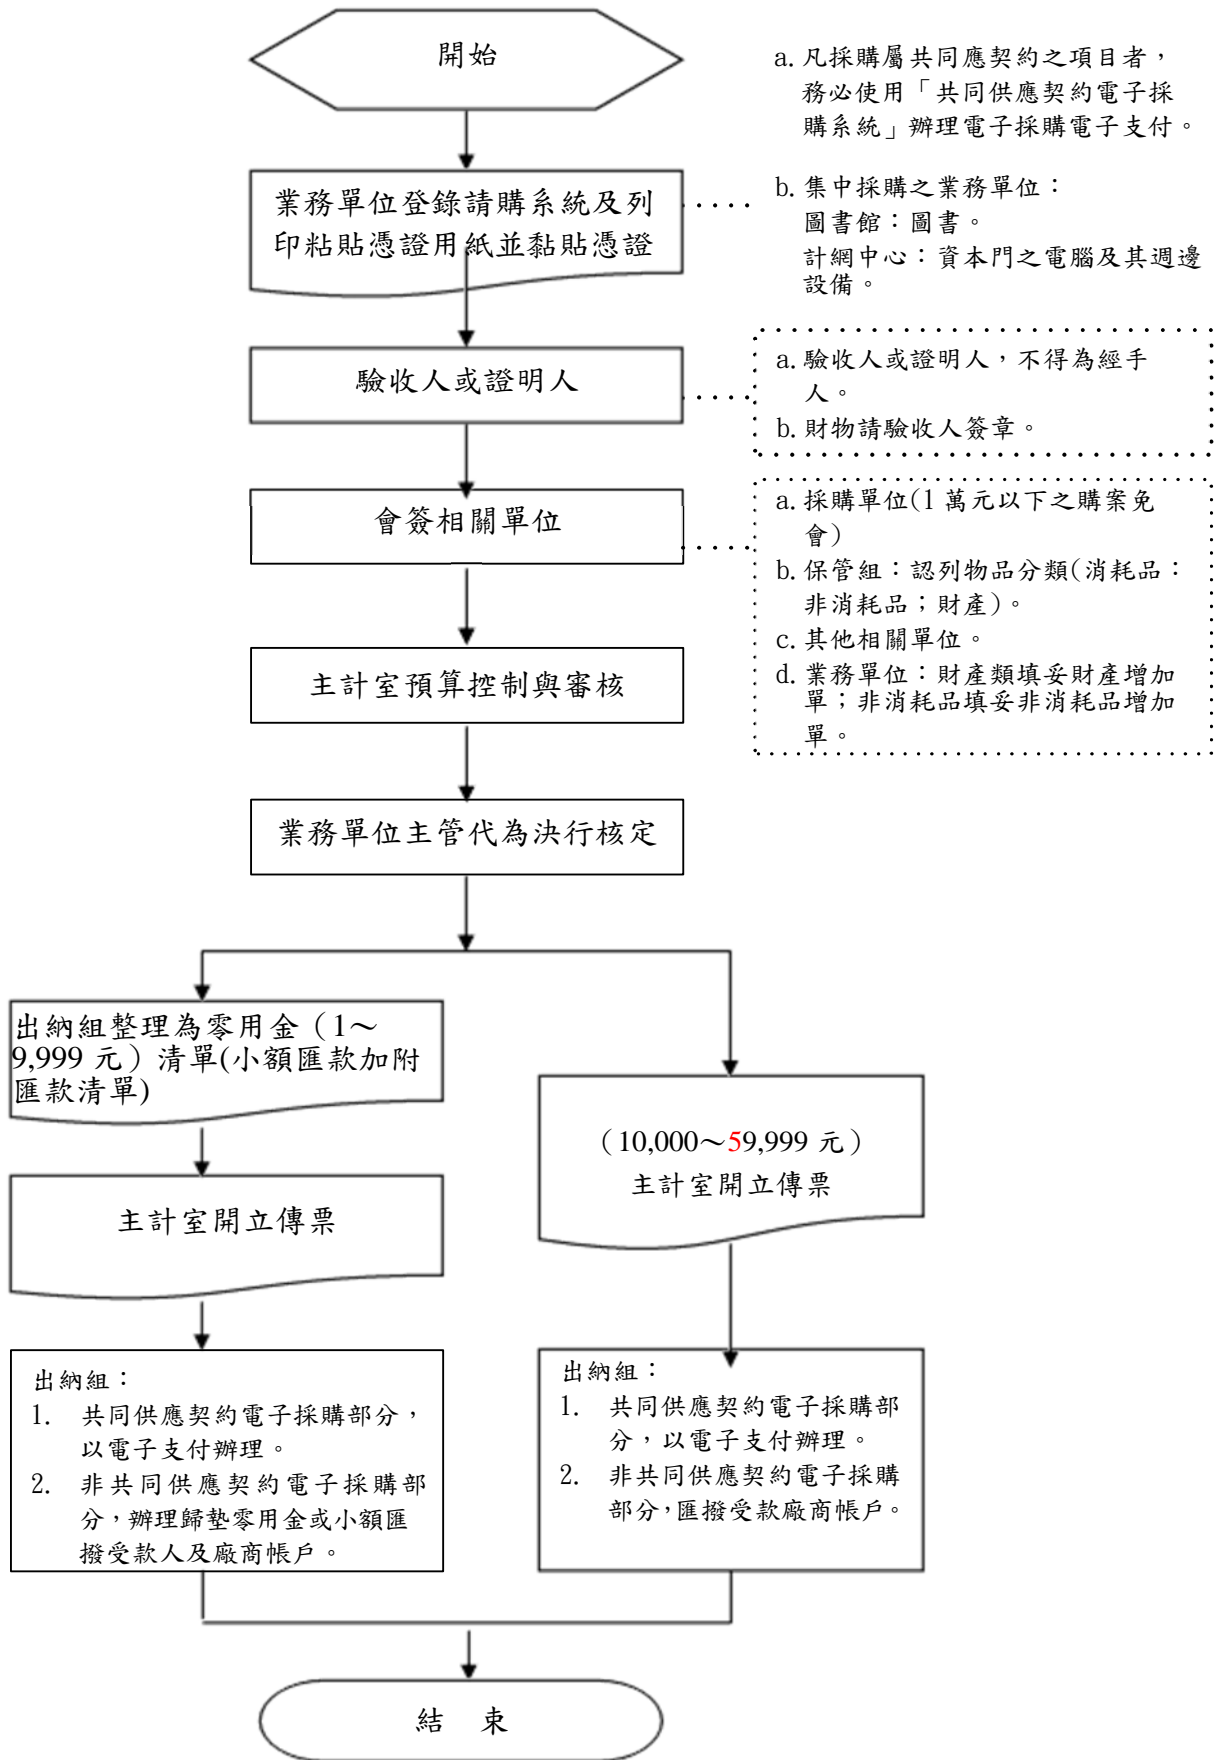 開始
a. 凡採購屬共同應契約之項目者，
務必使用「共同供應契約電子採
購系統」辦理電子採購電子支付。
業務單位登錄請購系統及列
印粘貼憑證用紙並黏貼憑證
b. 集中採購之業務單位：
圖書館：圖書。
計網中心：資本門之電腦及其週邊
設備。
驗收人或證明人
a. 驗收人或證明人，不得為經手
人。
b. 財物請驗收人簽章。
會簽相關單位
a. 採購單位(1 萬元以下之購案免
會)
b. 保管組：認列物品分類(消耗品：
非消耗品；財產)。
c. 其他相關單位。
d. 業務單位：財產類填妥財產增加
單；非消耗品填妥非消耗品增加
單。
主計室預算控制與審核
業務單位主管代為決行核定
出納組整理為零用金（1～
9,999 元）清單(小額匯款加附
匯款清單)
主計室開立傳票
出納組：
1. 共同供應契約電子採購部分，
以電子支付辦理。
2. 非共同供應契約電子採購部
分，辦理歸墊零用金或小額匯
撥受款人及廠商帳戶。
（10,000～59,999 元）
主計室開立傳票
出納組：
1. 共同供應契約電子採購部
分，以電子支付辦理。
2. 非共同供應契約電子採購
部分，匯撥受款廠商帳戶。
結 束